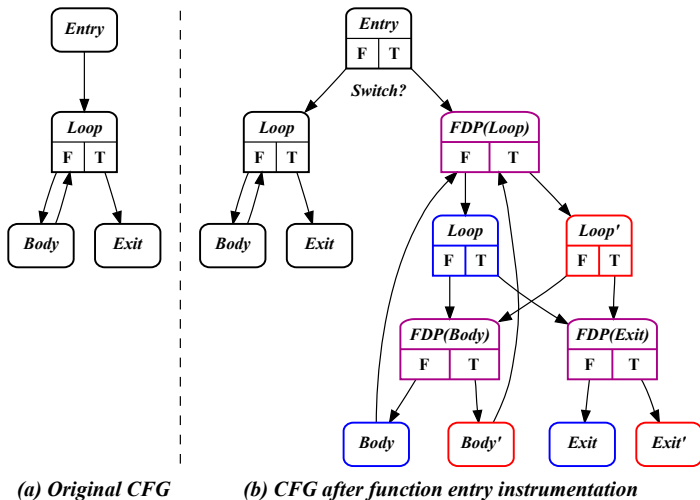 Entry
Loop
F T
Body Exit
(a) Original CFG
Entry
F T
Switch?
Loop
F T
Body Exit
FDP(Loop)
F T
Loop
F T
Loop'
F T
FDP(Body)
F T
FDP(Exit)
F T
Body Body' Exit Exit'
(b) CFG after function entry instrumentation